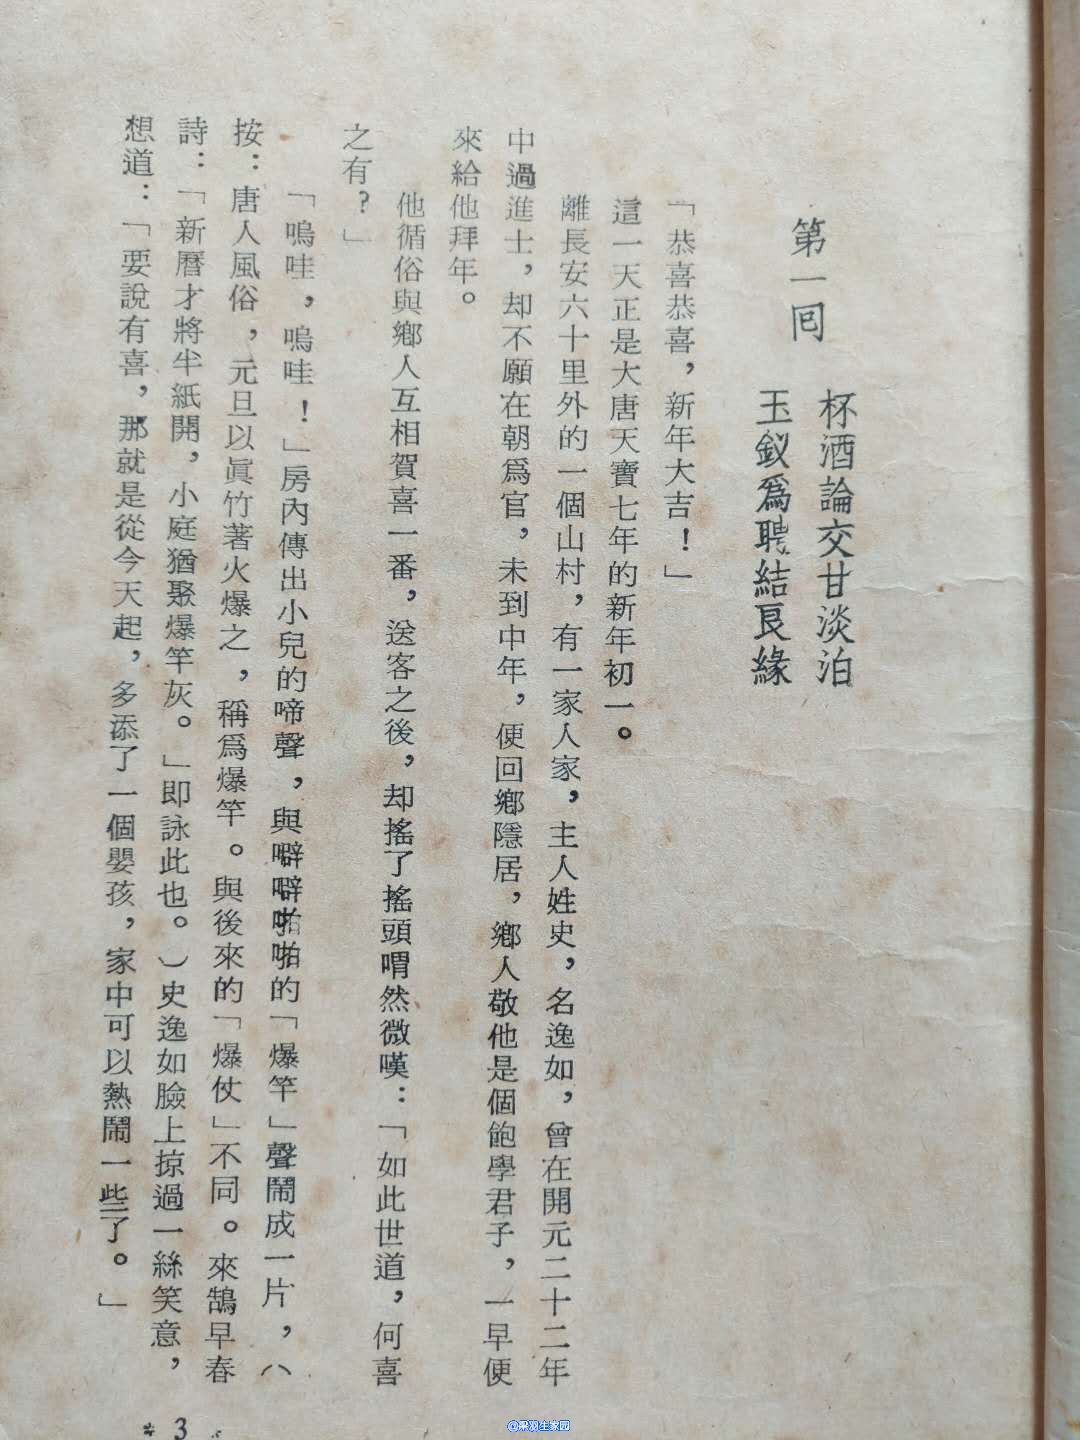 第一回
杯酒論交甘淡泊
玉釵爲聘結良緣
「恭喜恭喜，新年大吉！」
這一天正是大唐天寶七年的新年初一。
離長安六十里外的一個山村，有一家人家，主人姓史，名逸如，曾在開元二十二年
中過進士，却不願在朝爲官，未到中年，便回鄉隱居，鄉人敬他是個飽學君子，一早便
來給他拜年。
他循俗與鄉人互相賀喜一番，送客之後，却搖了搖頭喟然微嘆：「如此世道，何喜
之有？」
「嗚哇，嗚哇！」房內傳出小兒的啼聲，與噼噼啪啪的「爆竿」聲鬧成一片，（
按：唐人風俗，元旦以眞竹著火爆之，稱爲爆竿。與後來的「爆仗」不同。來鵠早春
詩：「新曆才將半紙開，小庭猶聚爆竿灰。」即詠此也。）史逸如臉上掠過一絲笑意，
想道：「要說有喜，那就是從今天起，多添了一個嬰孩，家中可以熱鬧一些了。」
* 3 *
@梁羽生家园